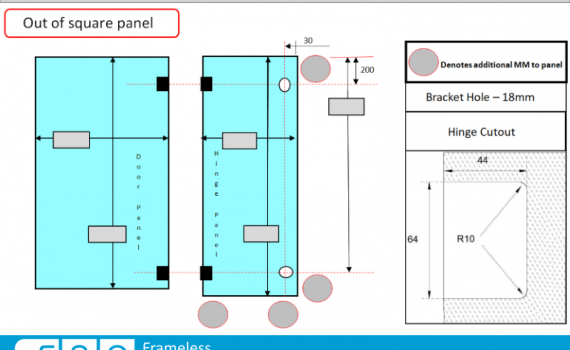 Out of square panel
30
200
Door Panel
Hinge Panel
Denotes additional MM to panel
Bracket Hole – 18mm
Hinge Cutout
44
64
R10
Frameless